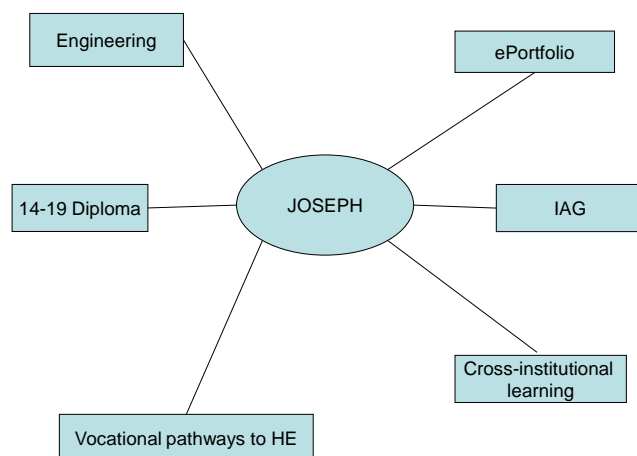 Engineering
ePortfolio
14-19 Diploma
JOSEPH
IAG
Cross-institutional
learning
Vocational pathways to HE